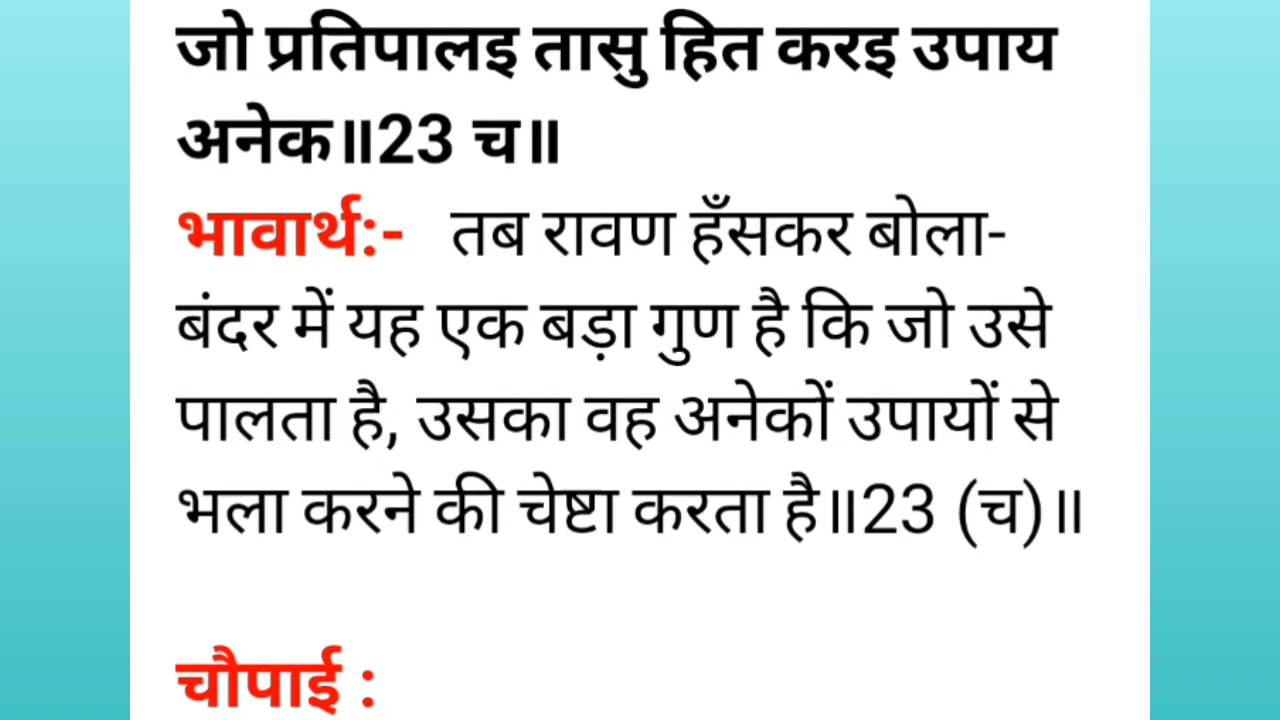 जो प्रतिपालइ तासु हित करइ उपाय
अनेक॥23 च॥
भावार्थ:- तब रावण हँसकर बोला-
बंदर में यह एक बड़ा गुण है कि जो उसे
पालता है, उसका वह अनेकों उपायों से
भला करने की चेष्टा करता है॥23 (च)॥
चौपाई :